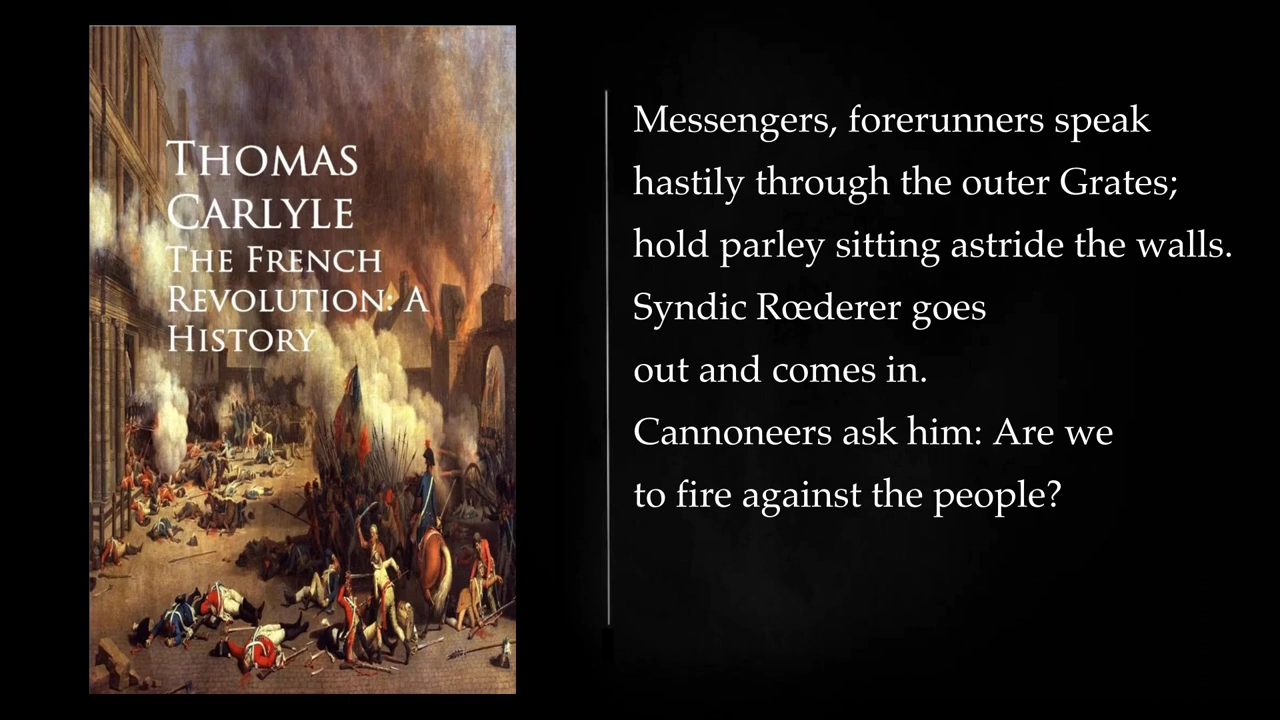 THOMAS
CARLYLE
THE FRENCH
REVOLUTION: A
HISTORY
Messengers, forerunners speak
hastily through the outer Grates;
hold parley sitting astride the walls.
Syndic Rœderer goes
out and comes in.
Cannoneers ask him: Are we
to fire against the people?